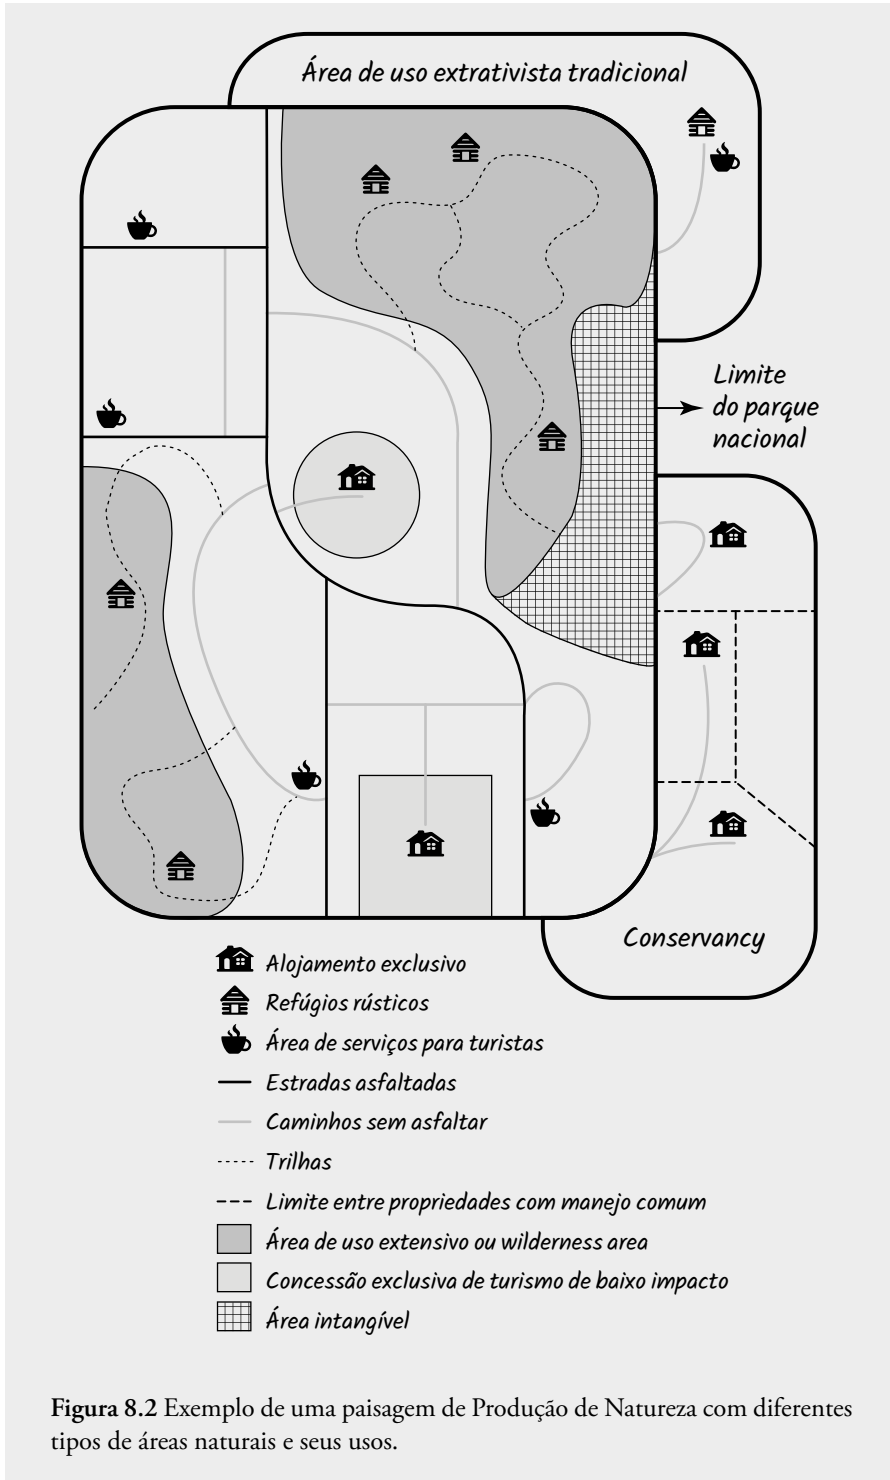 Área de uso extrativista tradicional
Limite
do parque
nacional
Conservancy
Alojamento exclusivo
Refúgios rústicos
Área de serviços para turistas
Estradas asfaltadas
Caminhos sem asfaltar
Trilhas
Limite entre propriedades com manejo comum
Área de uso extensivo ou wilderness area
Concessão exclusiva de turismo de baixo impacto
Área intangível
Figura 8.2 Exemplo de uma paisagem de Produção de Natureza com diferentes
tipos de áreas naturais e seus usos.